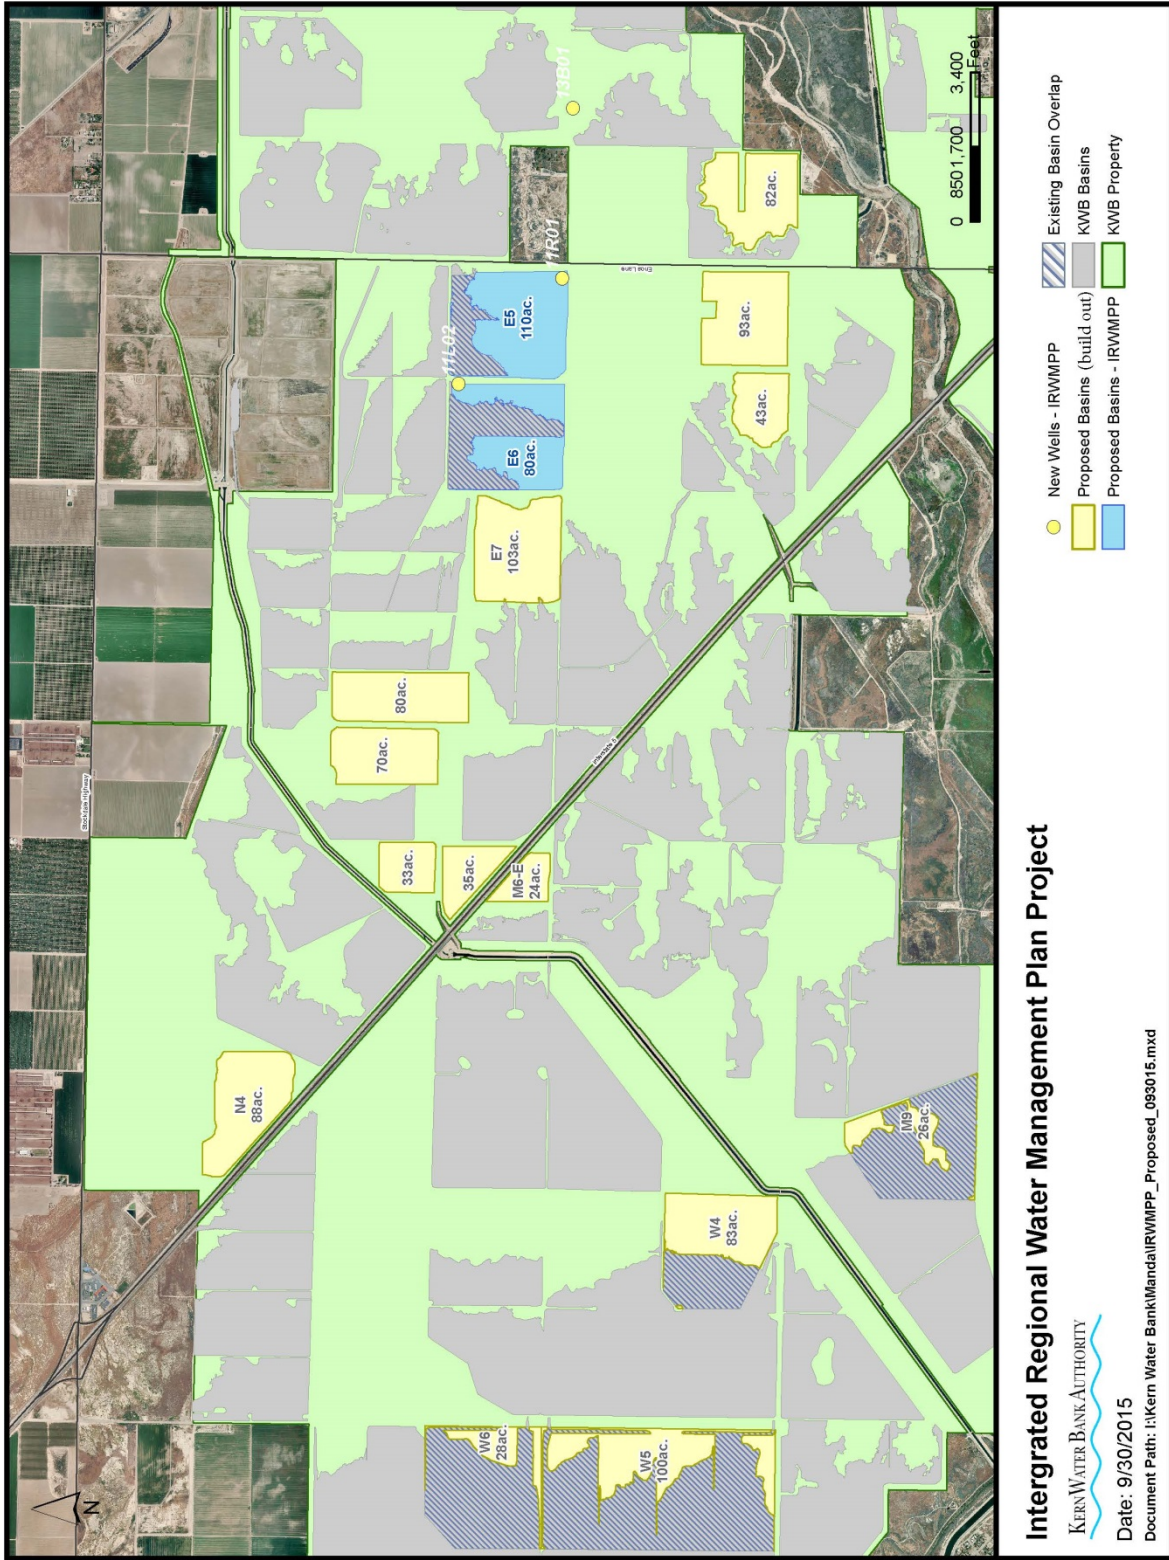 13B01
11R01
11L02
Enos Lane
Stockdale Highway
Interstate 5
E5
110ac.
E6
80ac.
E7
103ac.
82ac.
93ac.
43ac.
80ac.
70ac.
33ac.
35ac.
M6-E
24ac.
N4
88ac.
W4
83ac.
M9
26ac.
W6
28ac.
W5
100ac.
0 850 1,700 3,400
Feet
N
Intergrated Regional Water Management Plan Project
KERN WATER BANK AUTHORITY
Date: 9/30/2015
Document Path: I:\Kern Water Bank\Manda\IRWMPP_Proposed_093015.mxd
New Wells - IRWMPP
Proposed Basins (build out)
Proposed Basins - IRWMPP
Existing Basin Overlap
KWB Basins
KWB Property